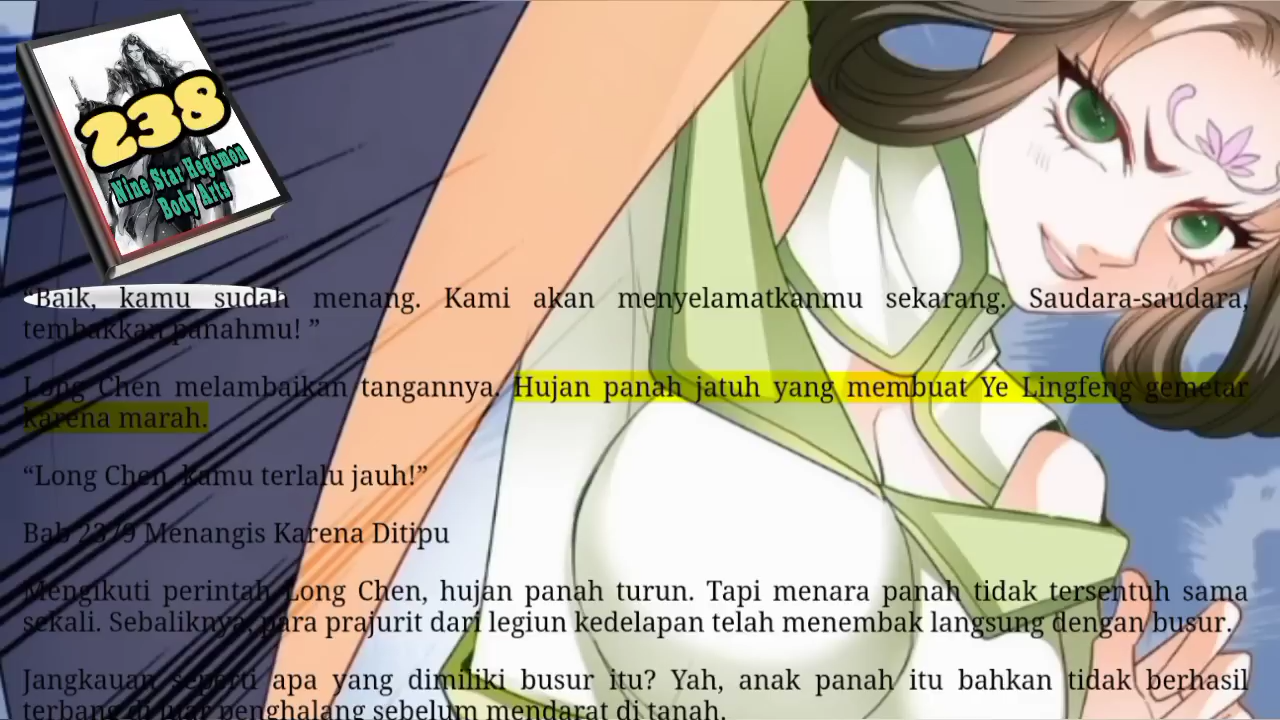 238
Nine Star Hegemon
Body Arts
“Baik, kamu sudah menang. Kami akan menyelamatkanmu sekarang. Saudara-saudara,
tembakkan panahmu! ”
Long Chen melambaikan tangannya. Hujan panah jatuh yang membuat Ye Lingfeng gemetar
karena marah.
“Long Chen, kamu terlalu jauh!”
Bab 2379 Menangis Karena Ditipu
Mengikuti perintah Long Chen, hujan panah turun. Tapi menara panah tidak tersentuh sama
sekali. Sebaliknya, para prajurit dari legiun kedelapan telah menembak langsung dengan busur.
Jangkauan seperti apa yang dimiliki busur itu? Yah, anak panah itu bahkan tidak berhasil
terbang di luar penghalang sebelum mendarat di tanah.